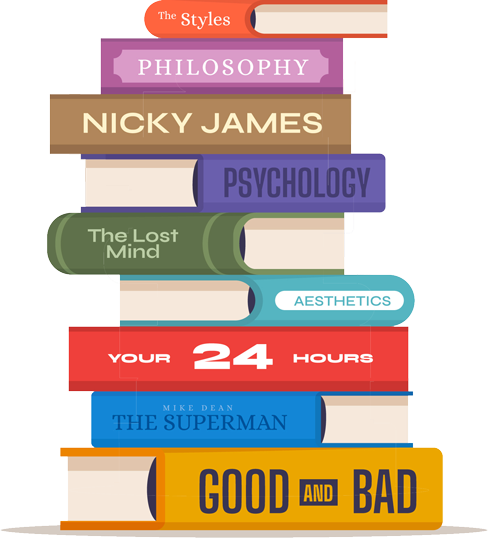 The Styles
PHILOSOPHY
NICKY JAMES
PSYCHOLOGY
The Lost
Mind
AESTHETICS
YOUR 24 HOURS
MIKE DEAN
THE SUPERMAN
GOOD AND BAD